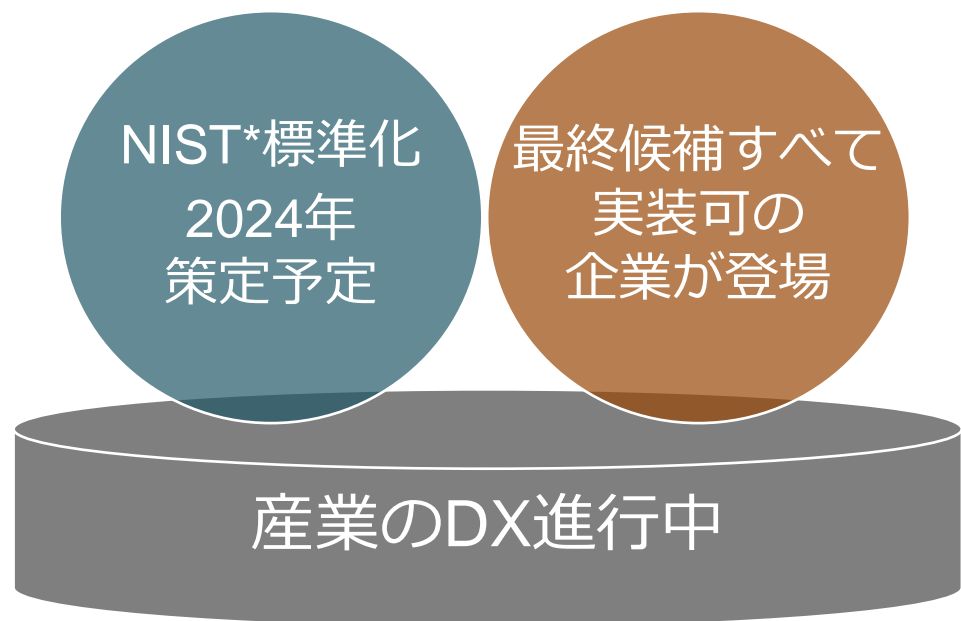 NIST*標準化
2024年
策定予定
最終候補すべて
実装可の
企業が登場
産業のDX進行中